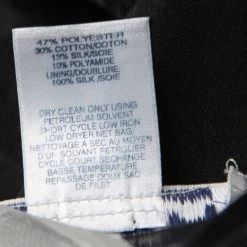 47% POLYESTER
30% COTTON/COTON
13% SILK/SOIE
10% POLYAMIDE
LINING/DOUBLURE:
100% SILK /SOIE
DRY CLEAN ONLY USING
PETROLEUM SOLVENT
SHORT CYCLE LOW IRON
LOW DRYER NET BAG/
NETTOYAGE A SEC AU MOYEN
D'UN SOLVANT PETROLIER
CYCLE COURT SECHANGE
BASSE TEMPERATURE
REPASSAGE DOUX SAC
DE FILET